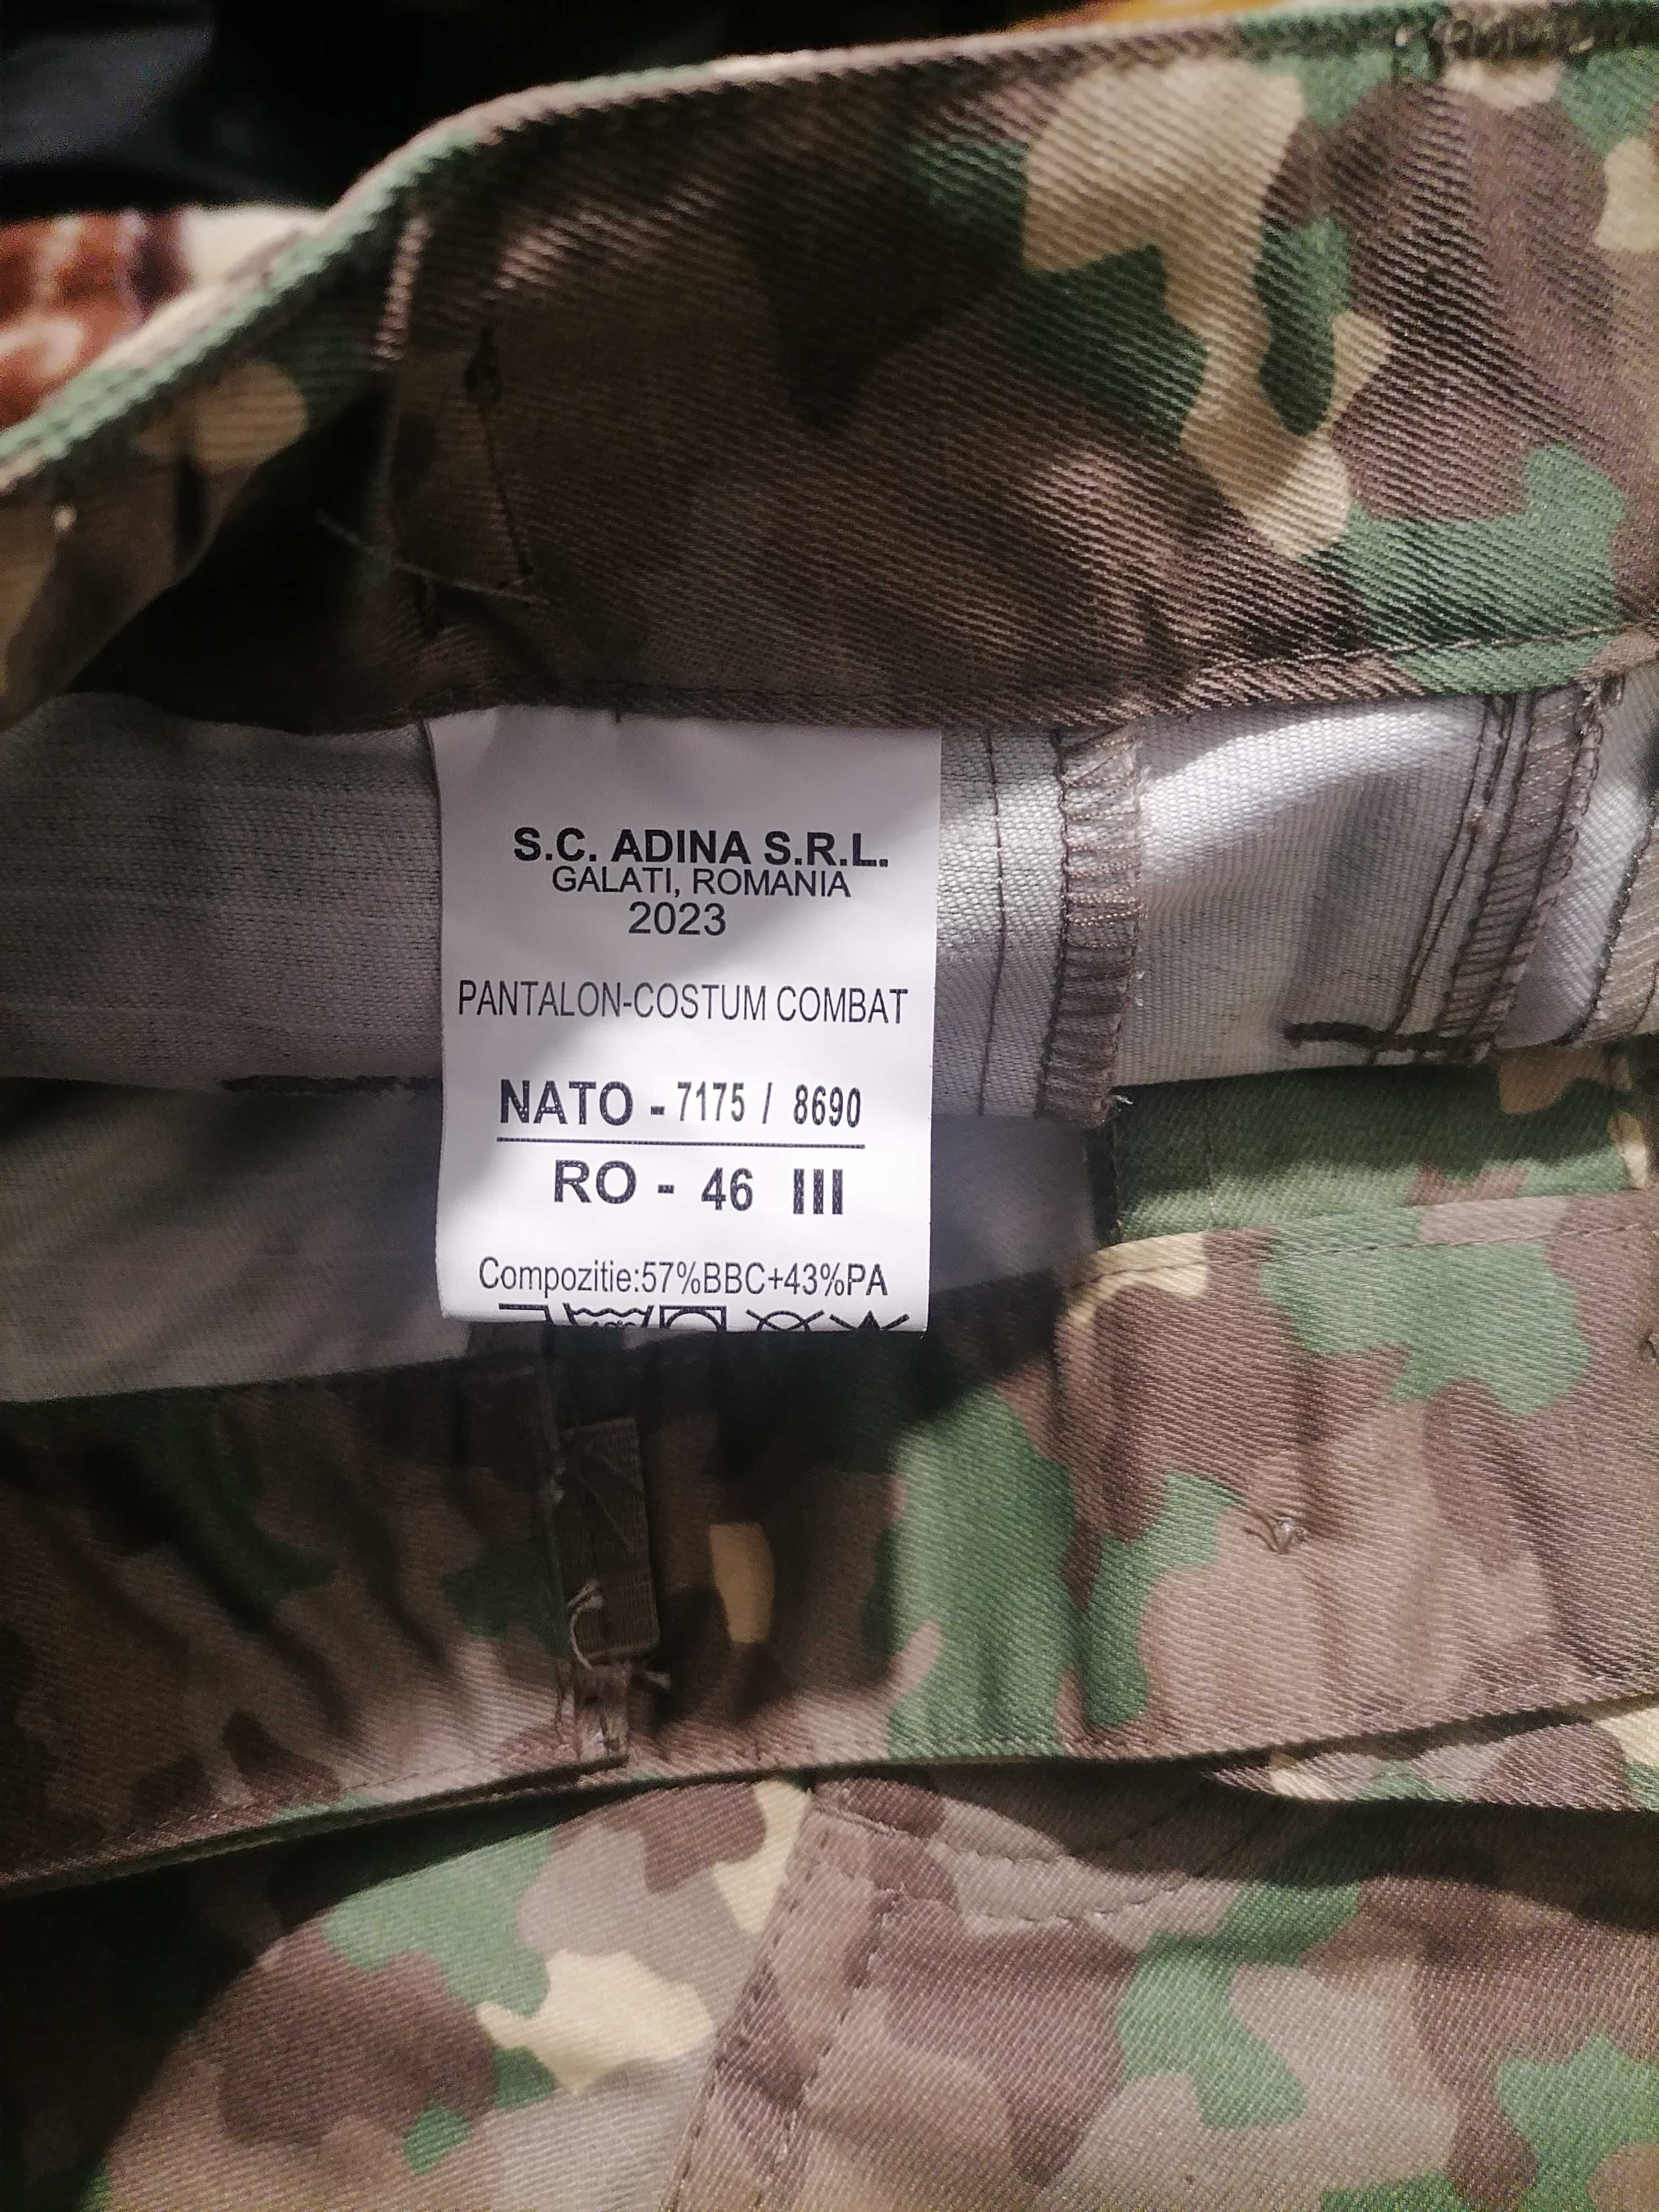 S.C. ADINA S.R.L.
GALATI, ROMANIA
2023
PANTALON-COSTUM COMBAT
NATO - 7175 / 8690
RO - 46 III
Compozitie:57%BBC+43%PA